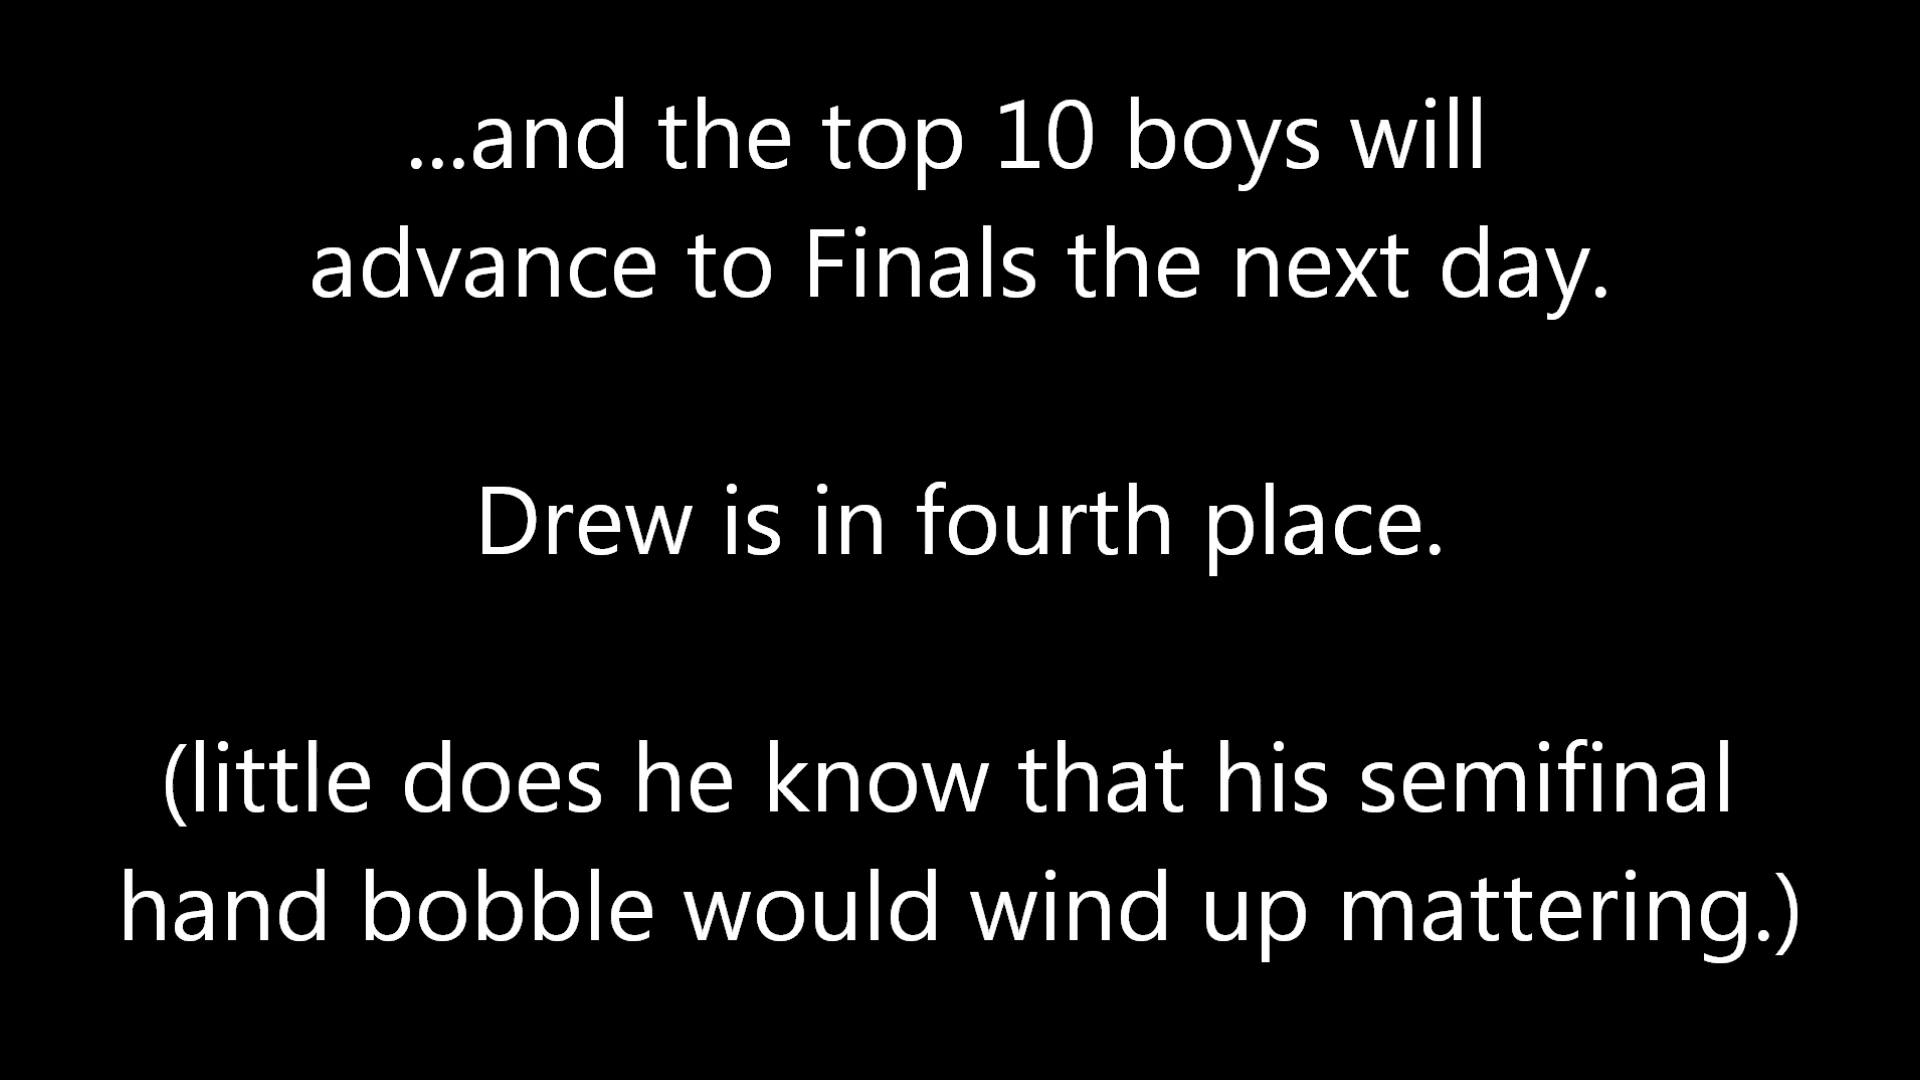 ...and the top 10 boys will
advance to Finals the next day.
Drew is in fourth place.
(little does he know that his semifinal
hand bobble would wind up mattering.)